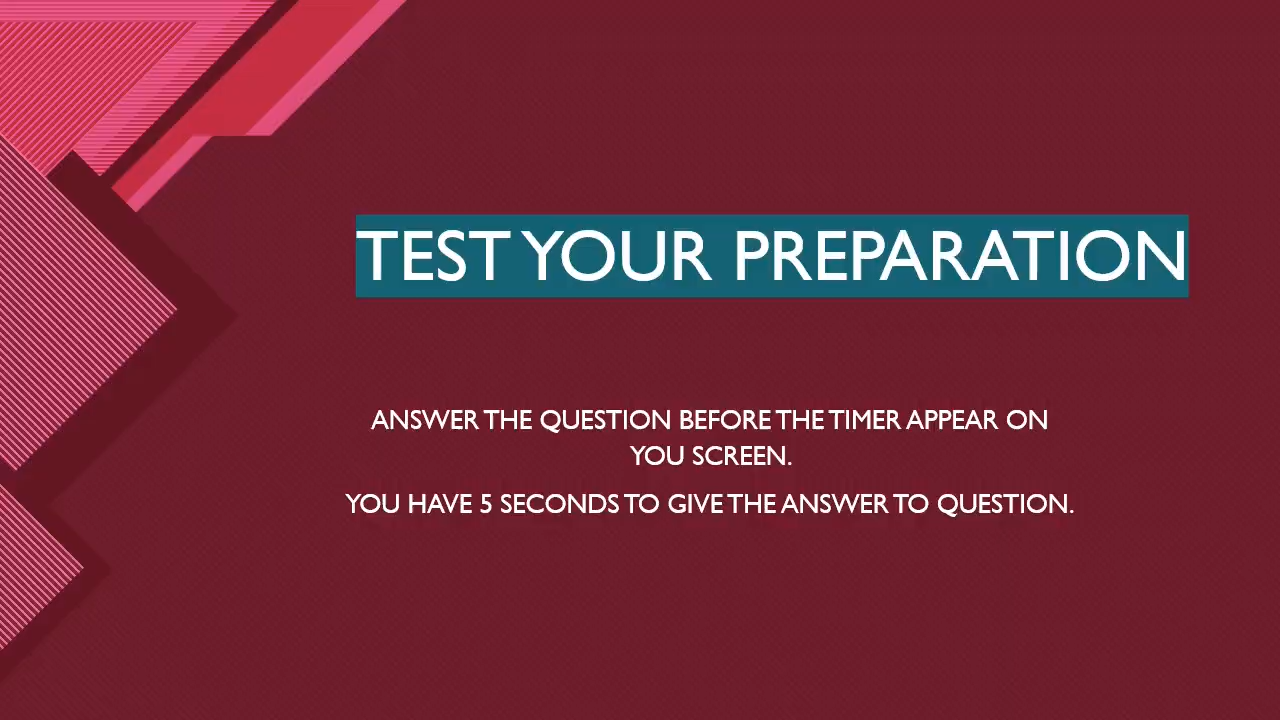 TEST YOUR PREPARATION
ANSWER THE QUESTION BEFORE THE TIMER APPEAR ON
YOU SCREEN.
YOU HAVE 5 SECONDS TO GIVE THE ANSWER TO QUESTION.